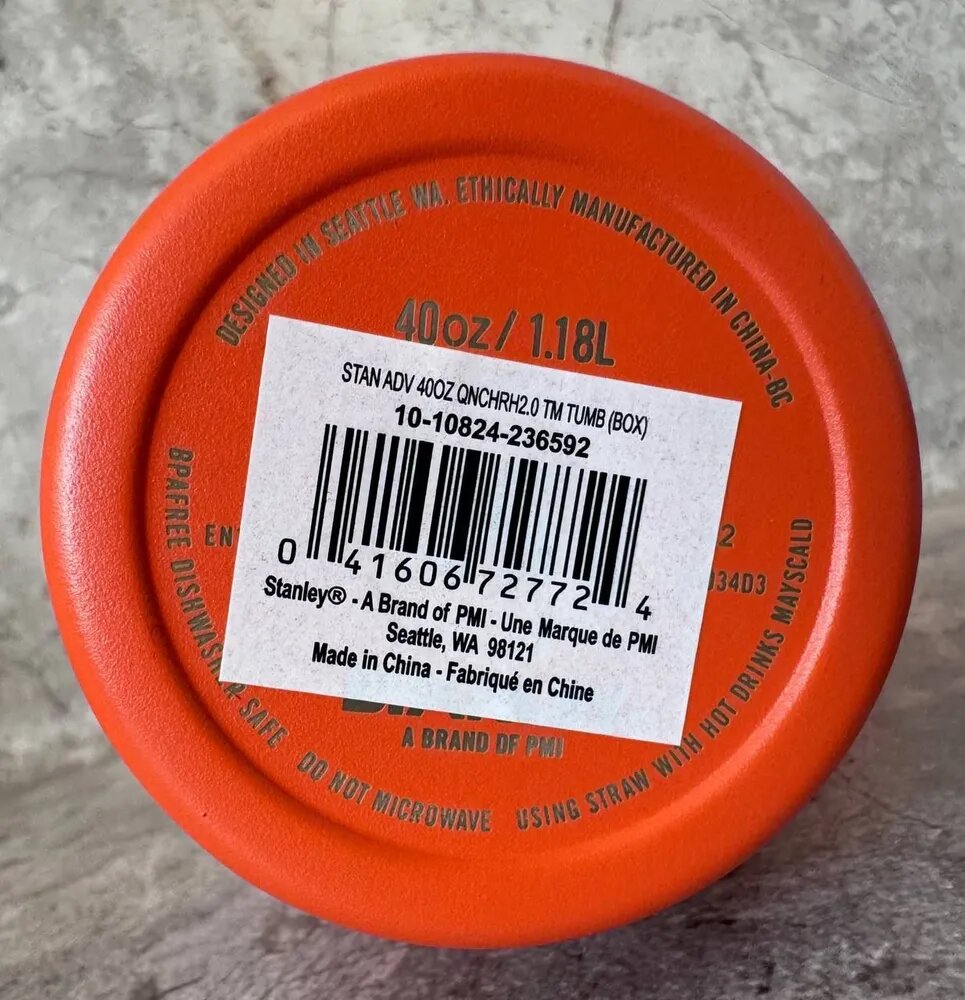 DESIGNED IN SEATTLE WA. ETHICALLY MANUFACTURED IN CHINA-BC
40oz/1.18L
STAN ADV 40OZ QNCHRH2.0 TM TUMB (BOX)
10-10824-236592
0 41606 72772 4
Stanley® - A Brand of PMI - Une Marque de PMI
Seattle, WA 98121
Made in China - Fabriqué en Chine
EN
2
34D3
A BRAND OF PMI
BPAFREE DISHWASHER SAFE
DO NOT MICROWAVE
USING STRAW WITH HOT DRINKS MAYSCALD